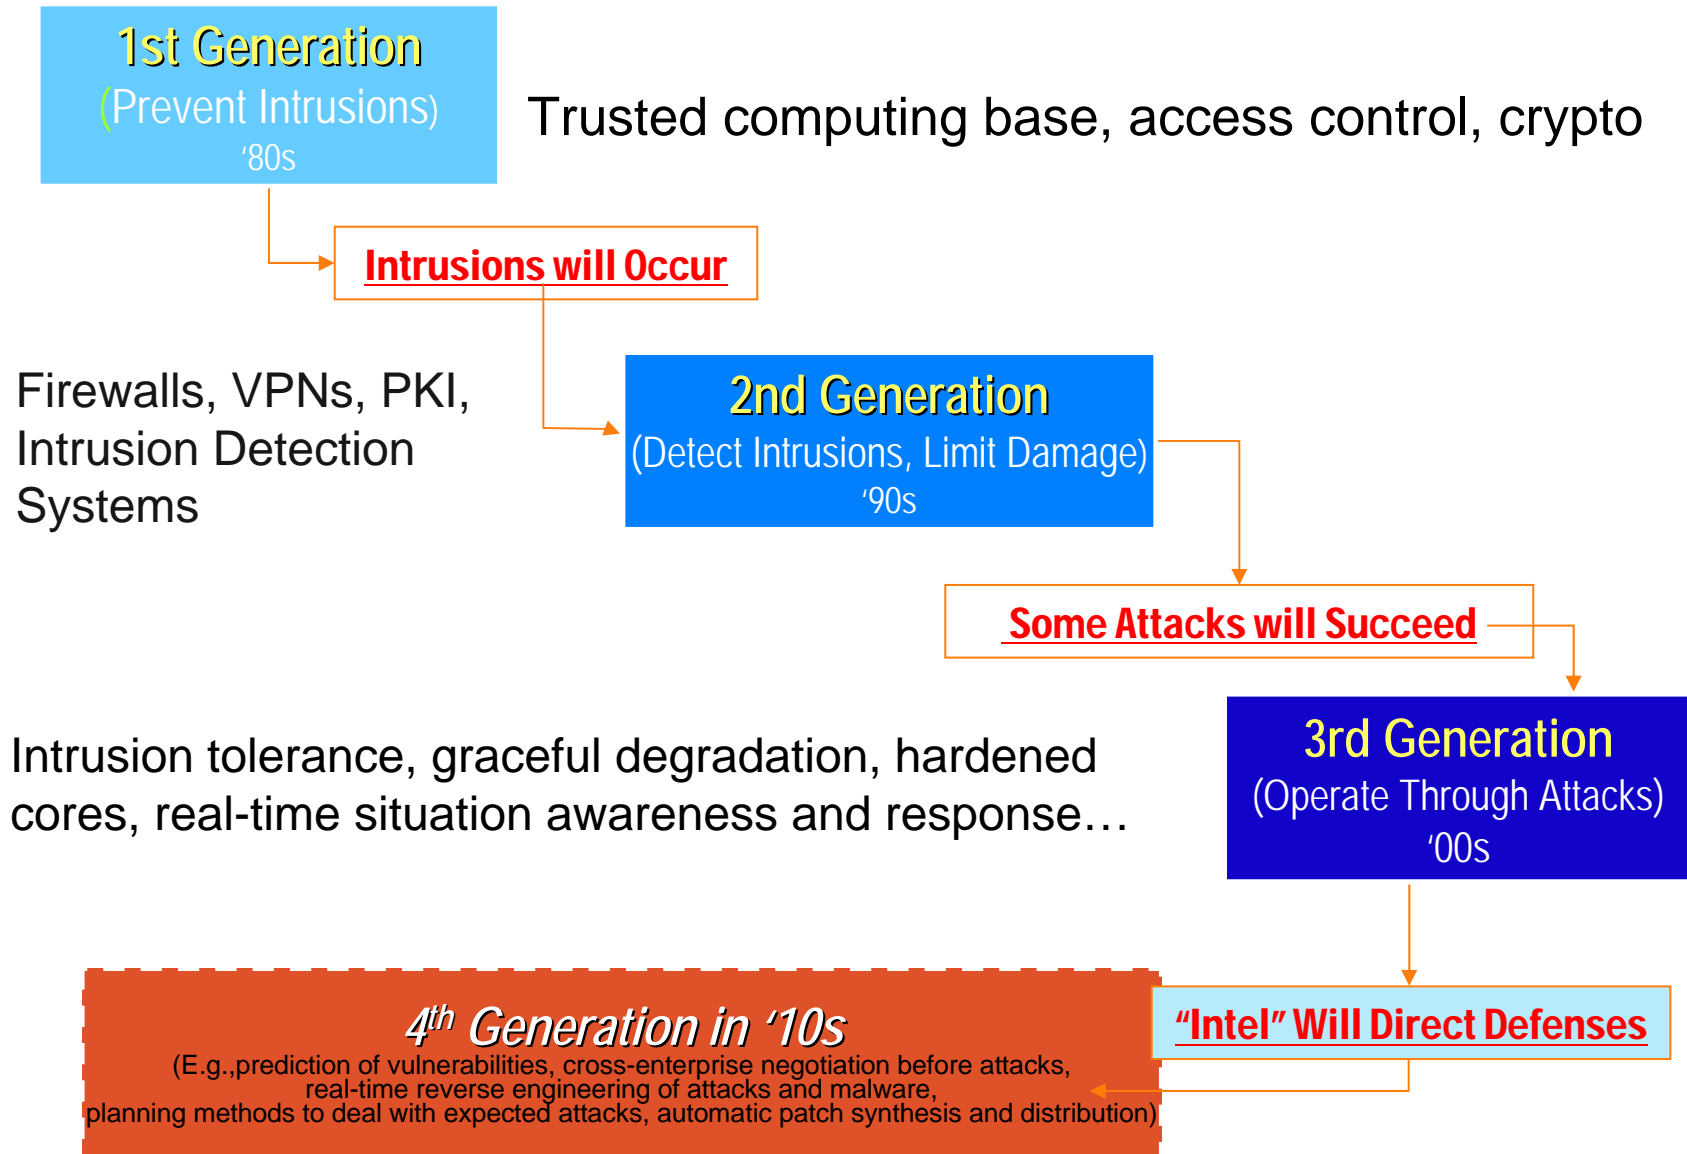 1st Generation
(Prevent Intrusions)
‘80s
Trusted computing base, access control, crypto
Intrusions will Occur
Firewalls, VPNs, PKI,
Intrusion Detection
Systems
2nd Generation
(Detect Intrusions, Limit Damage)
‘90s
Some Attacks will Succeed
Intrusion tolerance, graceful degradation, hardened
cores, real-time situation awareness and response…
3rd Generation
(Operate Through Attacks)
‘00s
“Intel” Will Direct Defenses
4th Generation in ‘10s
(E.g.,prediction of vulnerabilities, cross-enterprise negotiation before attacks,
real-time reverse engineering of attacks and malware,
planning methods to deal with expected attacks, automatic patch synthesis and distribution)